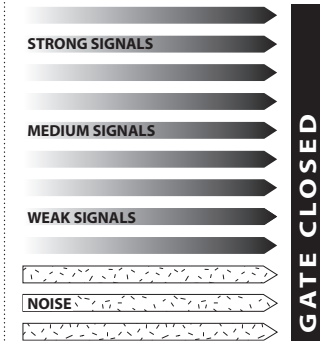 STRONG SIGNALS
MEDIUM SIGNALS
WEAK SIGNALS
NOISE
GATE CLOSED